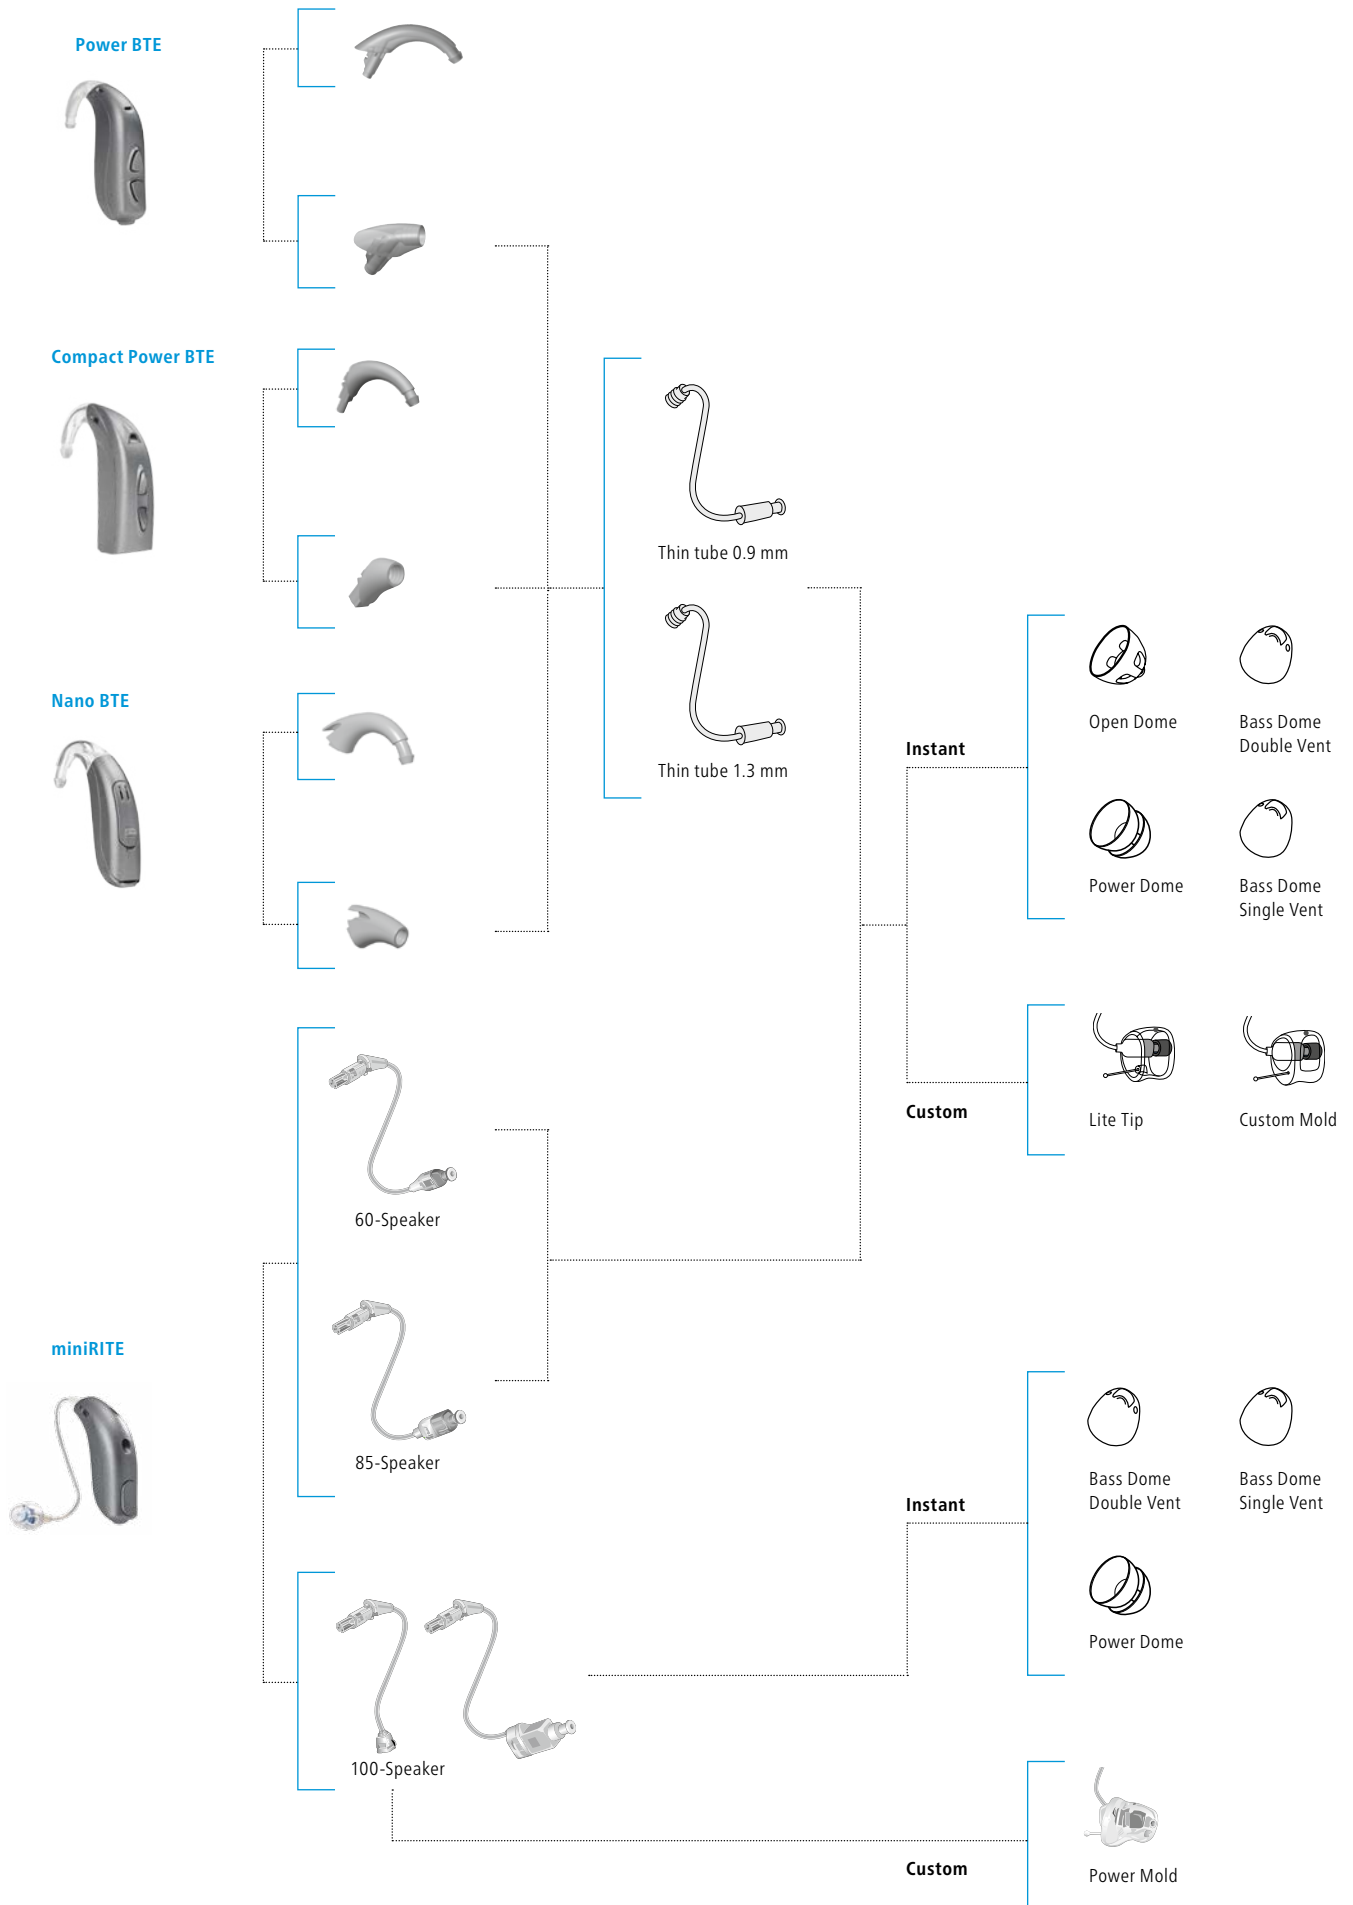 Power BTE
Compact Power BTE
Thin tube 0.9 mm
Nano BTE
Thin tube 1.3 mm
Instant
Open Dome
Bass Dome
Double Vent
Power Dome
Bass Dome
Single Vent
Custom
Lite Tip
Custom Mold
60-Speaker
miniRITE
85-Speaker
Instant
Bass Dome
Double Vent
Bass Dome
Single Vent
Power Dome
100-Speaker
Custom
Power Mold